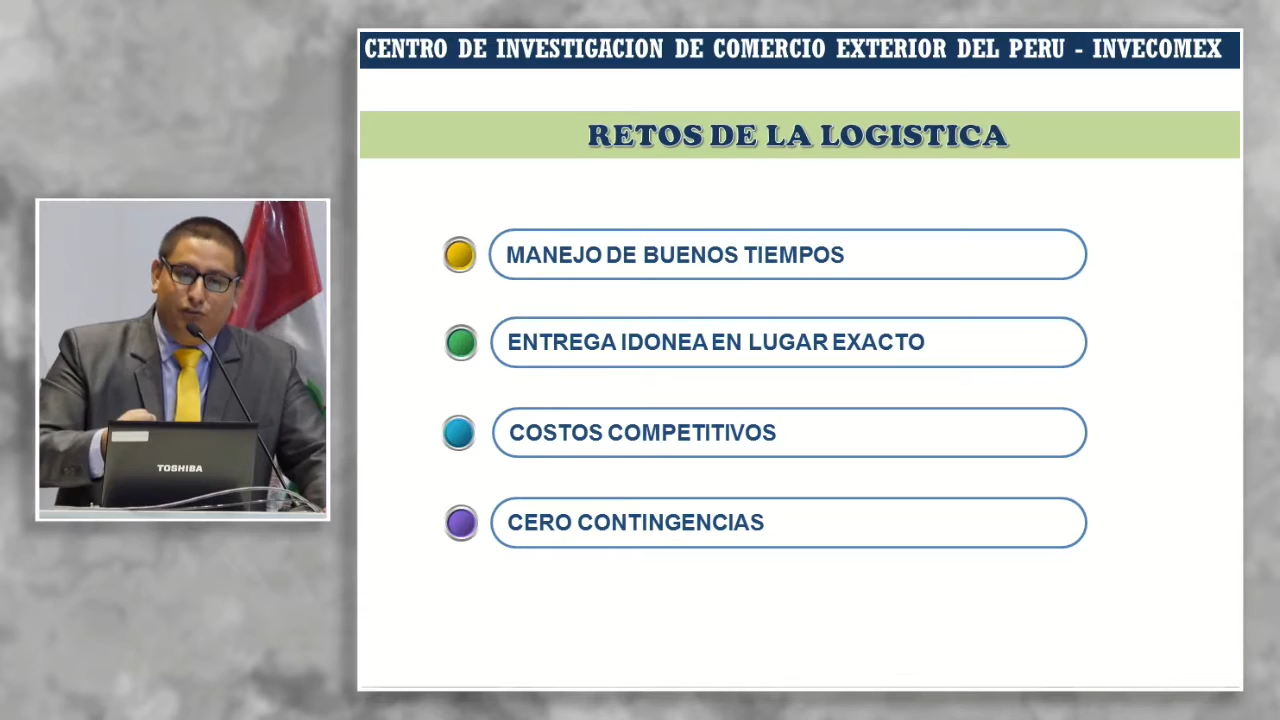 CENTRO DE INVESTIGACION DE COMERCIO EXTERIOR DEL PERU - INVECOMEX
RETOS DE LA LOGISTICA
MANEJO DE BUENOS TIEMPOS
ENTREGA IDONEA EN LUGAR EXACTO
COSTOS COMPETITIVOS
CERO CONTINGENCIAS
TOSHIBA